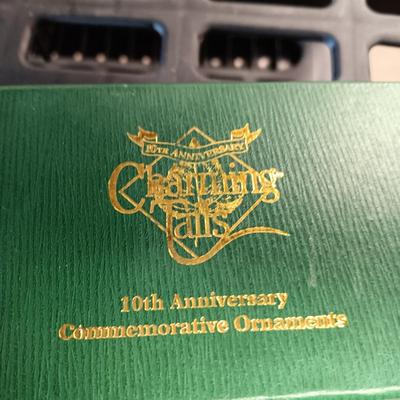 10th ANNIVERSARY
Charming
Tails
10th Anniversary
Commemorative Ornaments